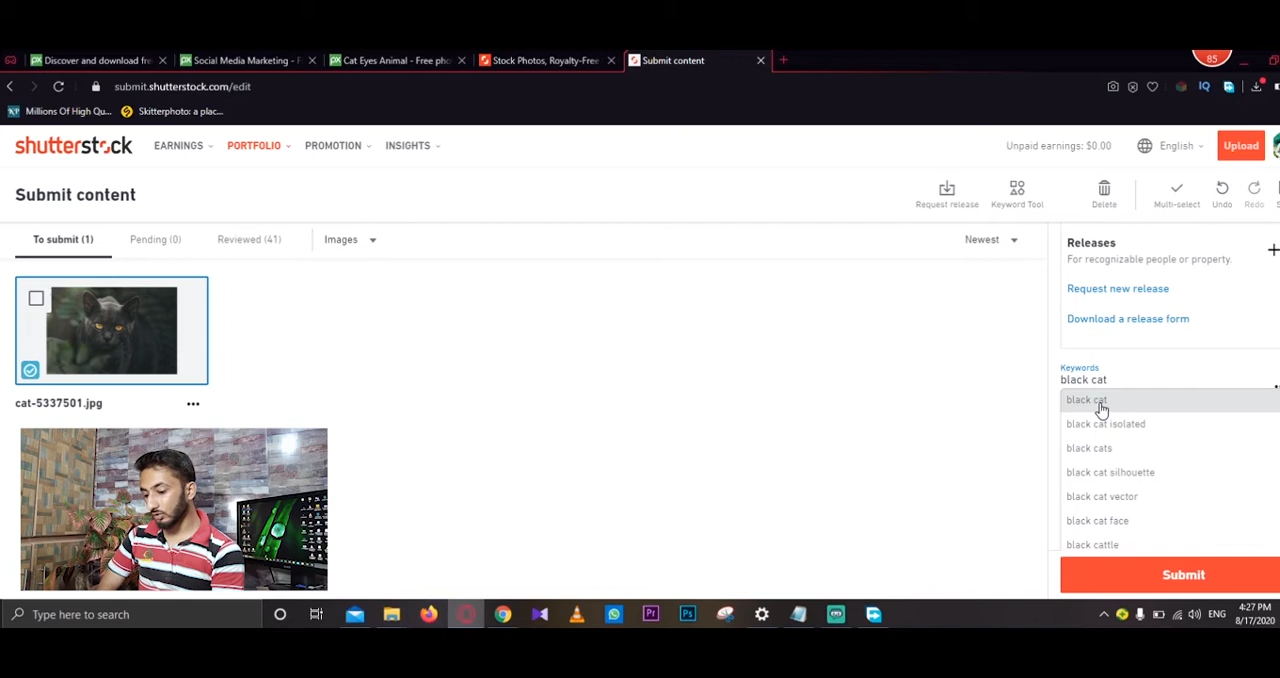 Discover and download fre
Social Media Marketing - F
Cat Eyes Animal - Free pho
Stock Photos, Royalty-Free
Submit content
85
submit.shutterstock.com/edit
IQ
Millions Of High Qu...
Skitterphoto: a plac...
shutterstock
EARNINGS
PORTFOLIO
PROMOTION
INSIGHTS
Unpaid earnings: $0.00
English
Upload
Submit content
Request release
Keyword Tool
Delete
Multi-select
Undo
Redo
To submit (1)
Pending (0)
Reviewed (41)
Images
Newest
Releases
For recognizable people or property.
Request new release
Download a release form
cat-5337501.jpg
Keywords
black cat
black cat
black cat isolated
black cats
black cat silhouette
black cat vector
black cat face
black cattle
Submit
Type here to search
Pr
Ps
ENG
4:27 PM
8/17/2020